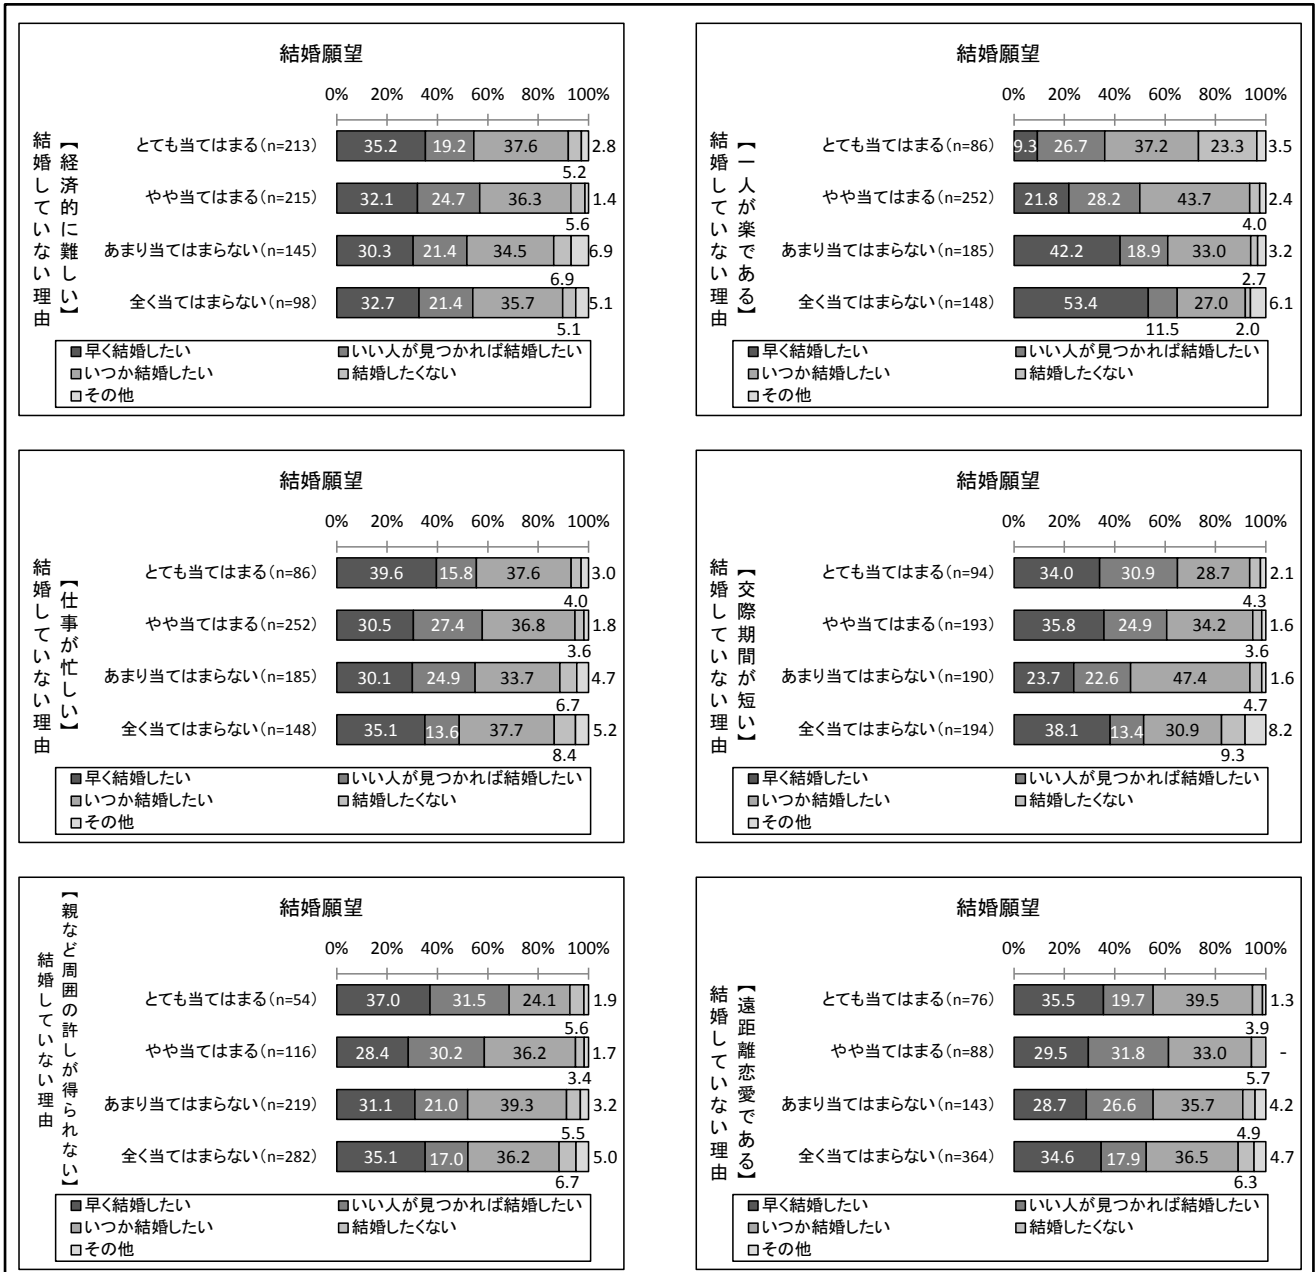 結婚願望
0% 20% 40% 60% 80% 100%
結婚していない理由
【経済的に難しい】
とても当てはまる(n=213) 35.2 19.2 37.6 2.8
5.2
やや当てはまる(n=215) 32.1 24.7 36.3 1.4
5.6
あまり当てはまらない(n=145) 30.3 21.4 34.5 6.9
6.9
全く当てはまらない(n=98) 32.7 21.4 35.7 5.1
5.1
早く結婚したい いい人が見つかれば結婚したい
いつか結婚したい 結婚したくない
その他
結婚願望
0% 20% 40% 60% 80% 100%
結婚していない理由
【一人が楽である】
とても当てはまる(n=86) 9.3 26.7 37.2 23.3 3.5
やや当てはまる(n=252) 21.8 28.2 43.7 2.4
4.0
あまり当てはまらない(n=185) 42.2 18.9 33.0 3.2
2.7
全く当てはまらない(n=148) 53.4 27.0 6.1
11.5 2.0
早く結婚したい いい人が見つかれば結婚したい
いつか結婚したい 結婚したくない
その他
結婚願望
0% 20% 40% 60% 80% 100%
結婚していない理由
【仕事が忙しい】
とても当てはまる(n=86) 39.6 15.8 37.6 3.0
4.0
やや当てはまる(n=252) 30.5 27.4 36.8 1.8
3.6
あまり当てはまらない(n=185) 30.1 24.9 33.7 4.7
6.7
全く当てはまらない(n=148) 35.1 13.6 37.7 5.2
8.4
早く結婚したい いい人が見つかれば結婚したい
いつか結婚したい 結婚したくない
その他
結婚願望
0% 20% 40% 60% 80% 100%
結婚していない理由
【交際期間が短い】
とても当てはまる(n=94) 34.0 30.9 28.7 2.1
4.3
やや当てはまる(n=193) 35.8 24.9 34.2 1.6
3.6
あまり当てはまらない(n=190) 23.7 22.6 47.4 1.6
4.7
全く当てはまらない(n=194) 38.1 13.4 30.9 8.2
9.3
早く結婚したい いい人が見つかれば結婚したい
いつか結婚したい 結婚したくない
その他
結婚願望
0% 20% 40% 60% 80% 100%
結婚していない理由
【親など周囲の許しが得られない】
とても当てはまる(n=54) 37.0 31.5 24.1 1.9
5.6
やや当てはまる(n=116) 28.4 30.2 36.2 1.7
3.4
あまり当てはまらない(n=219) 31.1 21.0 39.3 3.2
5.5
全く当てはまらない(n=282) 35.1 17.0 36.2 5.0
6.7
早く結婚したい いい人が見つかれば結婚したい
いつか結婚したい 結婚したくない
その他
結婚願望
0% 20% 40% 60% 80% 100%
結婚していない理由
【遠距離恋愛である】
とても当てはまる(n=76) 35.5 19.7 39.5 1.3
3.9
やや当てはまる(n=88) 29.5 31.8 33.0 -
5.7
あまり当てはまらない(n=143) 28.7 26.6 35.7 4.2
4.9
全く当てはまらない(n=364) 34.6 17.9 36.5 4.7
6.3
早く結婚したい いい人が見つかれば結婚したい
いつか結婚したい 結婚したくない
その他